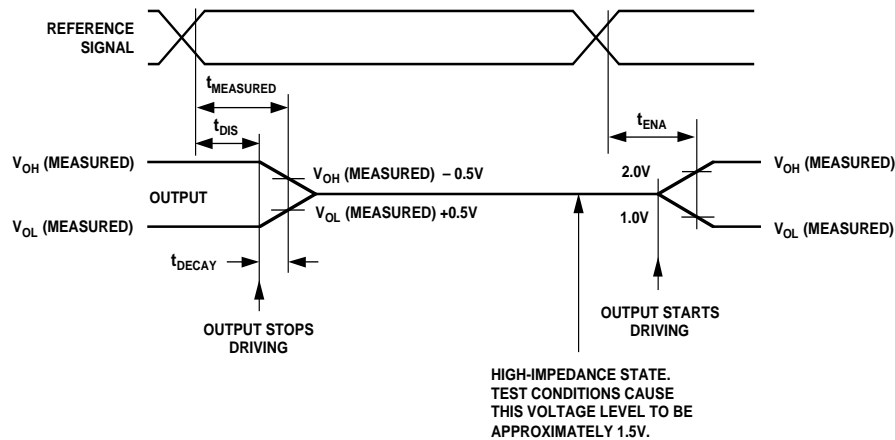 REFERENCE
SIGNAL
tMEASURED
tDIS
tENA
VOH (MEASURED)
VOH (MEASURED) – 0.5V
2.0V
VOH (MEASURED)
OUTPUT
VOL (MEASURED) +0.5V
1.0V
VOL (MEASURED)
VOL (MEASURED)
tDECAY
OUTPUT STOPS
DRIVING
OUTPUT STARTS
DRIVING
HIGH-IMPEDANCE STATE.
TEST CONDITIONS CAUSE
THIS VOLTAGE LEVEL TO BE
APPROXIMATELY 1.5V.